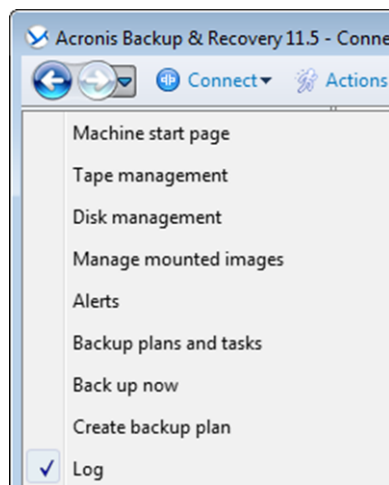 Acronis Backup & Recovery 11.5 - Conne
Connect Actions
Machine start page
Tape management
Disk management
Manage mounted images
Alerts
Backup plans and tasks
Back up now
Create backup plan
Log